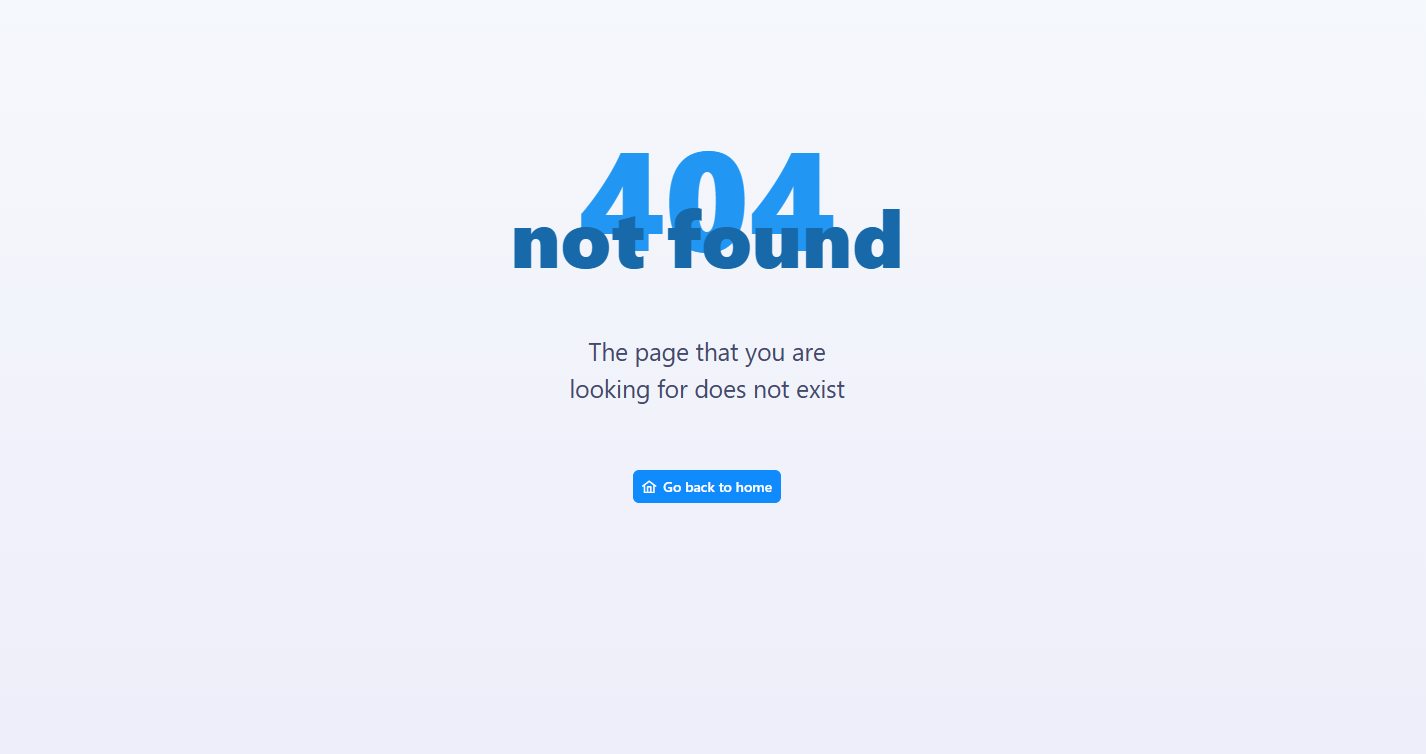 404
not found
The page that you are
looking for does not exist
Go back to home